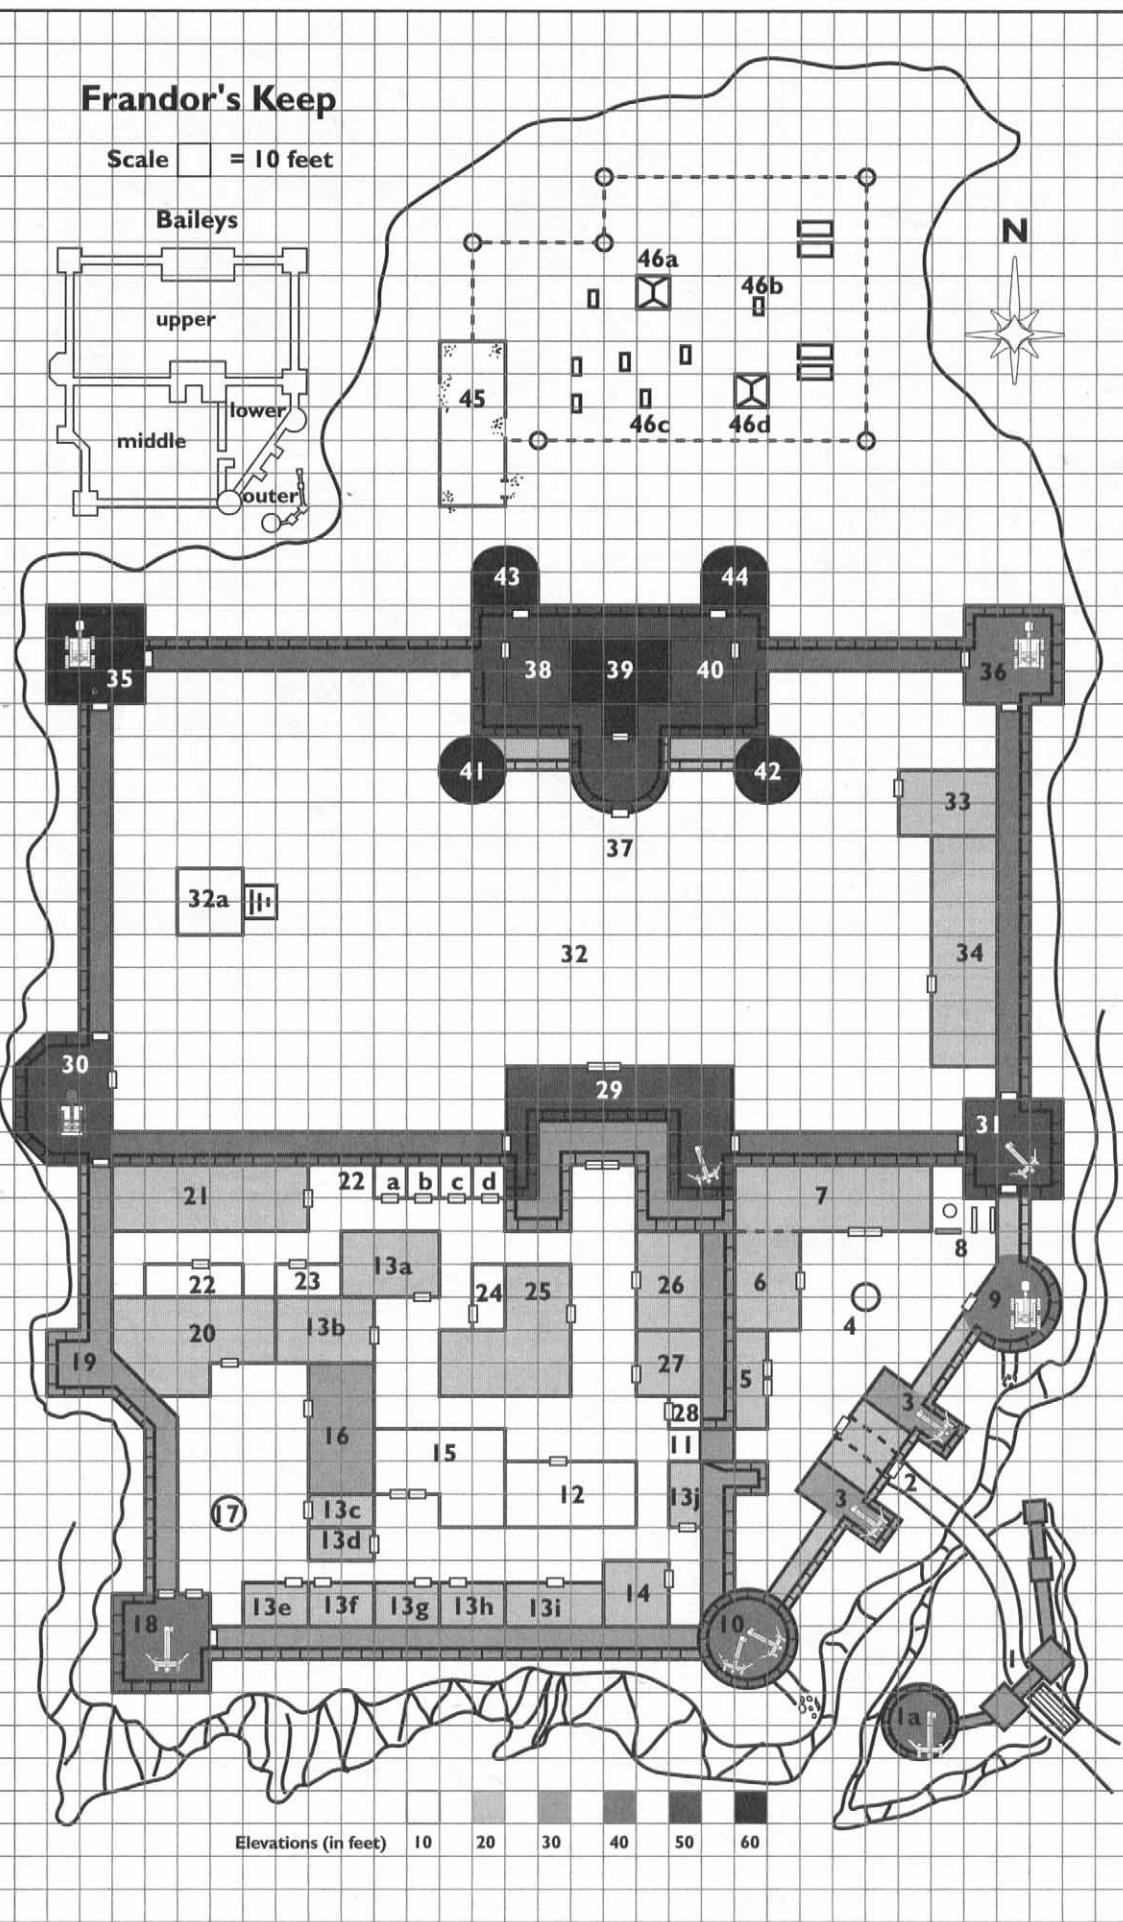 Frandor's Keep
Scale = 10 feet
Baileys
upper
lower
middle
outer
N
46a
46b
45
46c
46d
43
44
35
38
39
40
36
41
42
33
37
32a
32
34
30
29
31
21
22
a
b
c
d
7
8
22
23
13a
24
25
26
6
4
9
20
13b
19
27
5
28
3
16
15
11
2
12
13j
3
17
13c
13d
13e
13f
13g
13h
13i
14
18
10
1
1a
Elevations (in feet)
10
20
30
40
50
60